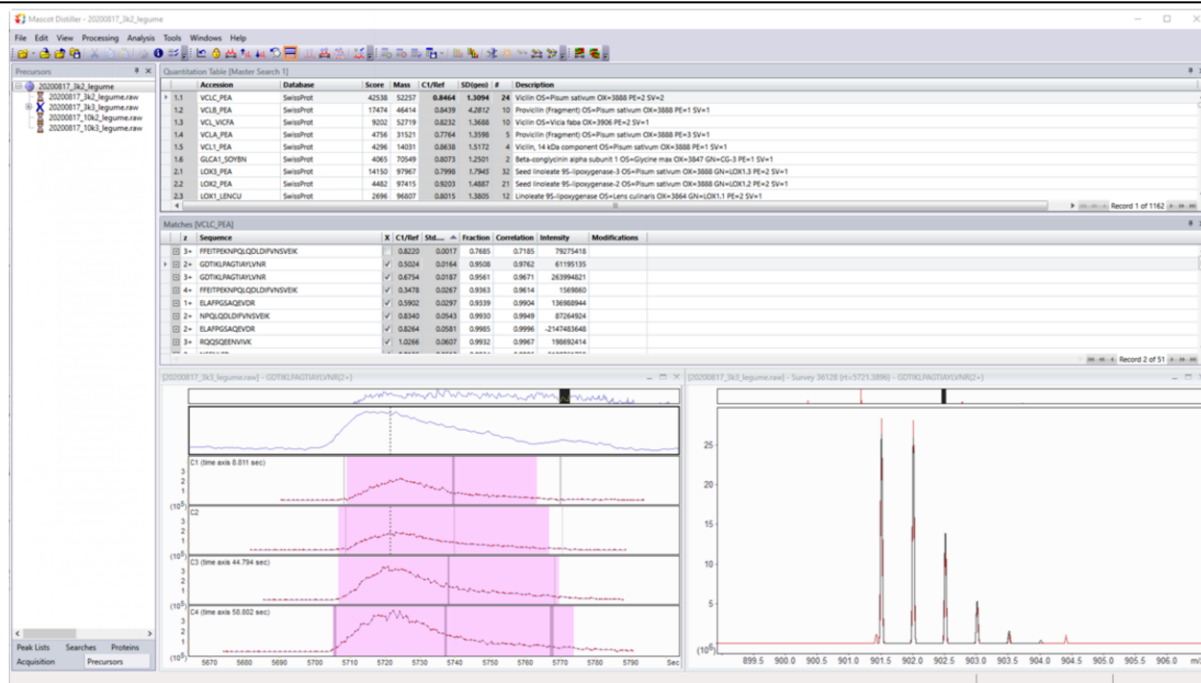 Mascot Distiller - 20200817_3k2_legume
File Edit View Processing Analysis Tools Windows Help
Precursors
20200817_3k2_legume
20200817_3k2_legume.raw
20200817_3k3_legume.raw
20200817_10k2_legume.raw
20200817_10k3_legume.raw
Quantitation Table [Master Search 1]
Accession Database Score Mass C1/Ref SD(geo) # Description
1.1 VCLC_PEA SwissProt 42538 52257 0.8464 1.3094 24 Vicilin OS=Pisum sativum OX=3888 PE=2 SV=2
1.2 VCLB_PEA SwissProt 17474 46414 0.8439 4.2812 10 Provicilin (Fragment) OS=Pisum sativum OX=3888 PE=1 SV=1
1.3 VCL_VICFA SwissProt 9202 52719 0.8232 1.3688 10 Vicilin OS=Vicia faba OX=3906 PE=2 SV=1
1.4 VCLA_PEA SwissProt 4756 31521 0.7764 1.3598 5 Provicilin (Fragment) OS=Pisum sativum OX=3888 PE=3 SV=1
1.5 VCL1_PEA SwissProt 4296 14031 0.8638 1.5172 4 Vicilin, 14 kDa component OS=Pisum sativum OX=3888 PE=1 SV=1
1.6 GLCA1_SOYBN SwissProt 4065 70549 0.8073 1.2501 2 Beta-conglycinin alpha subunit 1 OS=Glycine max OX=3847 GN=CG-3 PE=1 SV=1
2.1 LOX3_PEA SwissProt 14150 97967 0.7998 1.7945 32 Seed linoleate 9S-lipoxygenase-3 OS=Pisum sativum OX=3888 GN=LOX1.3 PE=2 SV=1
2.2 LOX2_PEA SwissProt 4482 97415 0.9203 1.4887 21 Seed linoleate 9S-lipoxygenase-2 OS=Pisum sativum OX=3888 GN=LOX1.2 PE=2 SV=1
2.3 LOX1_LENCU SwissProt 2696 96807 0.8015 1.3805 12 Linoleate 9S-lipoxygenase OS=Lens culinaris OX=3864 GN=LOX1.1 PE=2 SV=1
Record 1 of 1162
Matches [VCLC_PEA]
z Sequence X C1/Ref Std.... Fraction Correlation Intensity Modifications
3+ FFEITPEKNPQLQDLDIFVNSVEIK 0.8220 0.0017 0.7685 0.7185 79275418
2+ GDTIKLPAGTIAYLVNR 0.5024 0.0164 0.9508 0.9762 61195135
3+ GDTIKLPAGTIAYLVNR 0.6754 0.0187 0.9561 0.9671 263994821
4+ FFEITPEKNPQLQDLDIFVNSVEIK 0.3478 0.0267 0.9363 0.9614 1569860
1+ ELAFPGSAQEVDR 0.5902 0.0297 0.9339 0.9904 136988944
2+ NPQLQDLDIFVNSVEIK 0.8340 0.0543 0.9930 0.9949 87264924
2+ ELAFPGSAQEVDR 0.8264 0.0581 0.9985 0.9996 -2147483648
3+ RQQSQEENVIVK 1.0266 0.0607 0.9932 0.9967 198692414
Record 2 of 51
[20200817_3k3_legume.raw] - GDTIKLPAGTIAYLVNR(2+)
C1 (time axis 8.811 sec)
3
2
1
(10⁶)
C2
3
2
1
(10⁶)
C3 (time axis 44.794 sec)
3
2
1
(10⁶)
C4 (time axis 58.802 sec)
3
2
1
(10⁶)
5670 5680 5690 5700 5710 5720 5730 5740 5750 5760 5770 5780 5790 Sec
[20200817_3k3_legume.raw] - Survey 36128 (rt=5721.3896) - GDTIKLPAGTIAYLVNR(2+)
25
20
15
10
5
(10⁶)
899.5 900.0 900.5 901.0 901.5 902.0 902.5 903.0 903.5 904.0 904.5 905.0 905.5 906.0
Peak Lists Searches Proteins
Acquisition Precursors